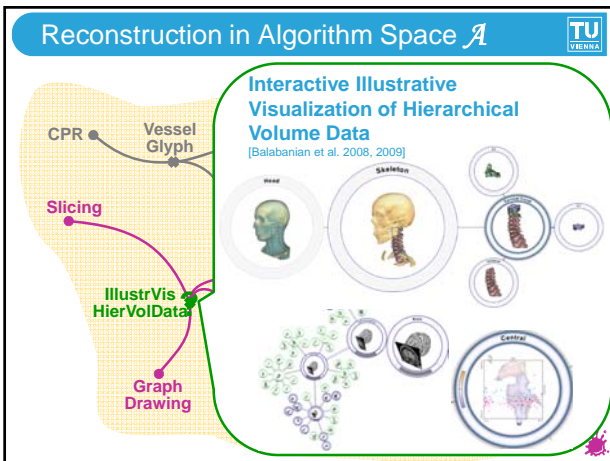 Reconstruction in Algorithm Space 𝒜
TU
VIENNA
Interactive Illustrative
Visualization of Hierarchical
Volume Data
[Balabanian et al. 2008, 2009]
CPR
Vessel
Glyph
Slicing
IllustrVis
HierVolData
Graph
Drawing
Head
Skeleton
Central